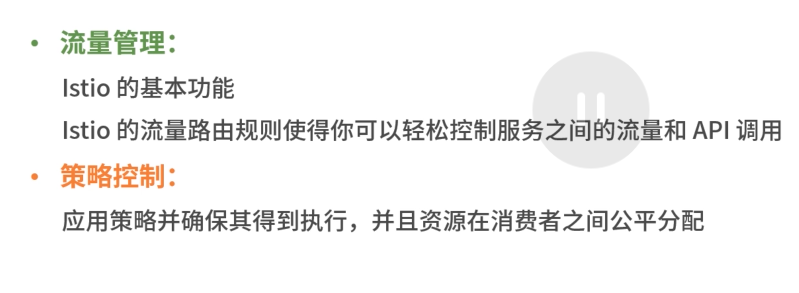 • 流量管理：
Istio 的基本功能
Istio 的流量路由规则使得你可以轻松控制服务之间的流量和 API 调用
• 策略控制：
应用策略并确保其得到执行，并且资源在消费者之间公平分配